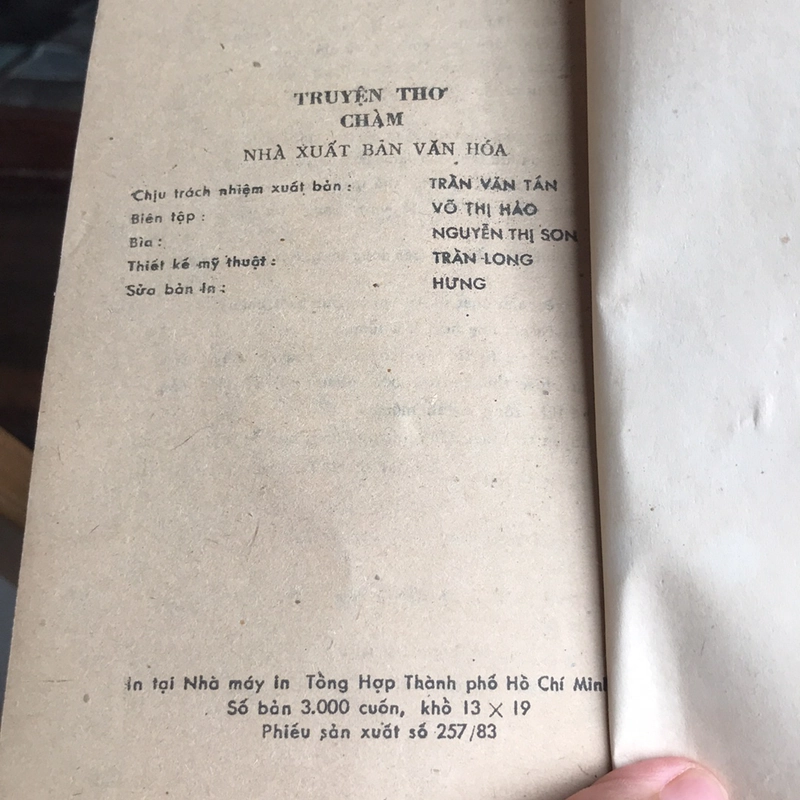 TRUYỆN THƠ
CHÀM
NHÀ XUẤT BẢN VĂN HÓA
Chịu trách nhiệm xuất bản : TRẦN VĂN TẤN
Biên tập : VÕ THỊ HẢO
Bìa : NGUYỄN THỊ SON
Thiết kế mỹ thuật : TRẦN LONG
Sửa bản in : HƯNG
In tại Nhà máy in Tổng Hợp Thành phố Hồ Chí Minh
Số bản 3.000 cuốn, khổ 13 × 19
Phiếu sản xuất số 257/83